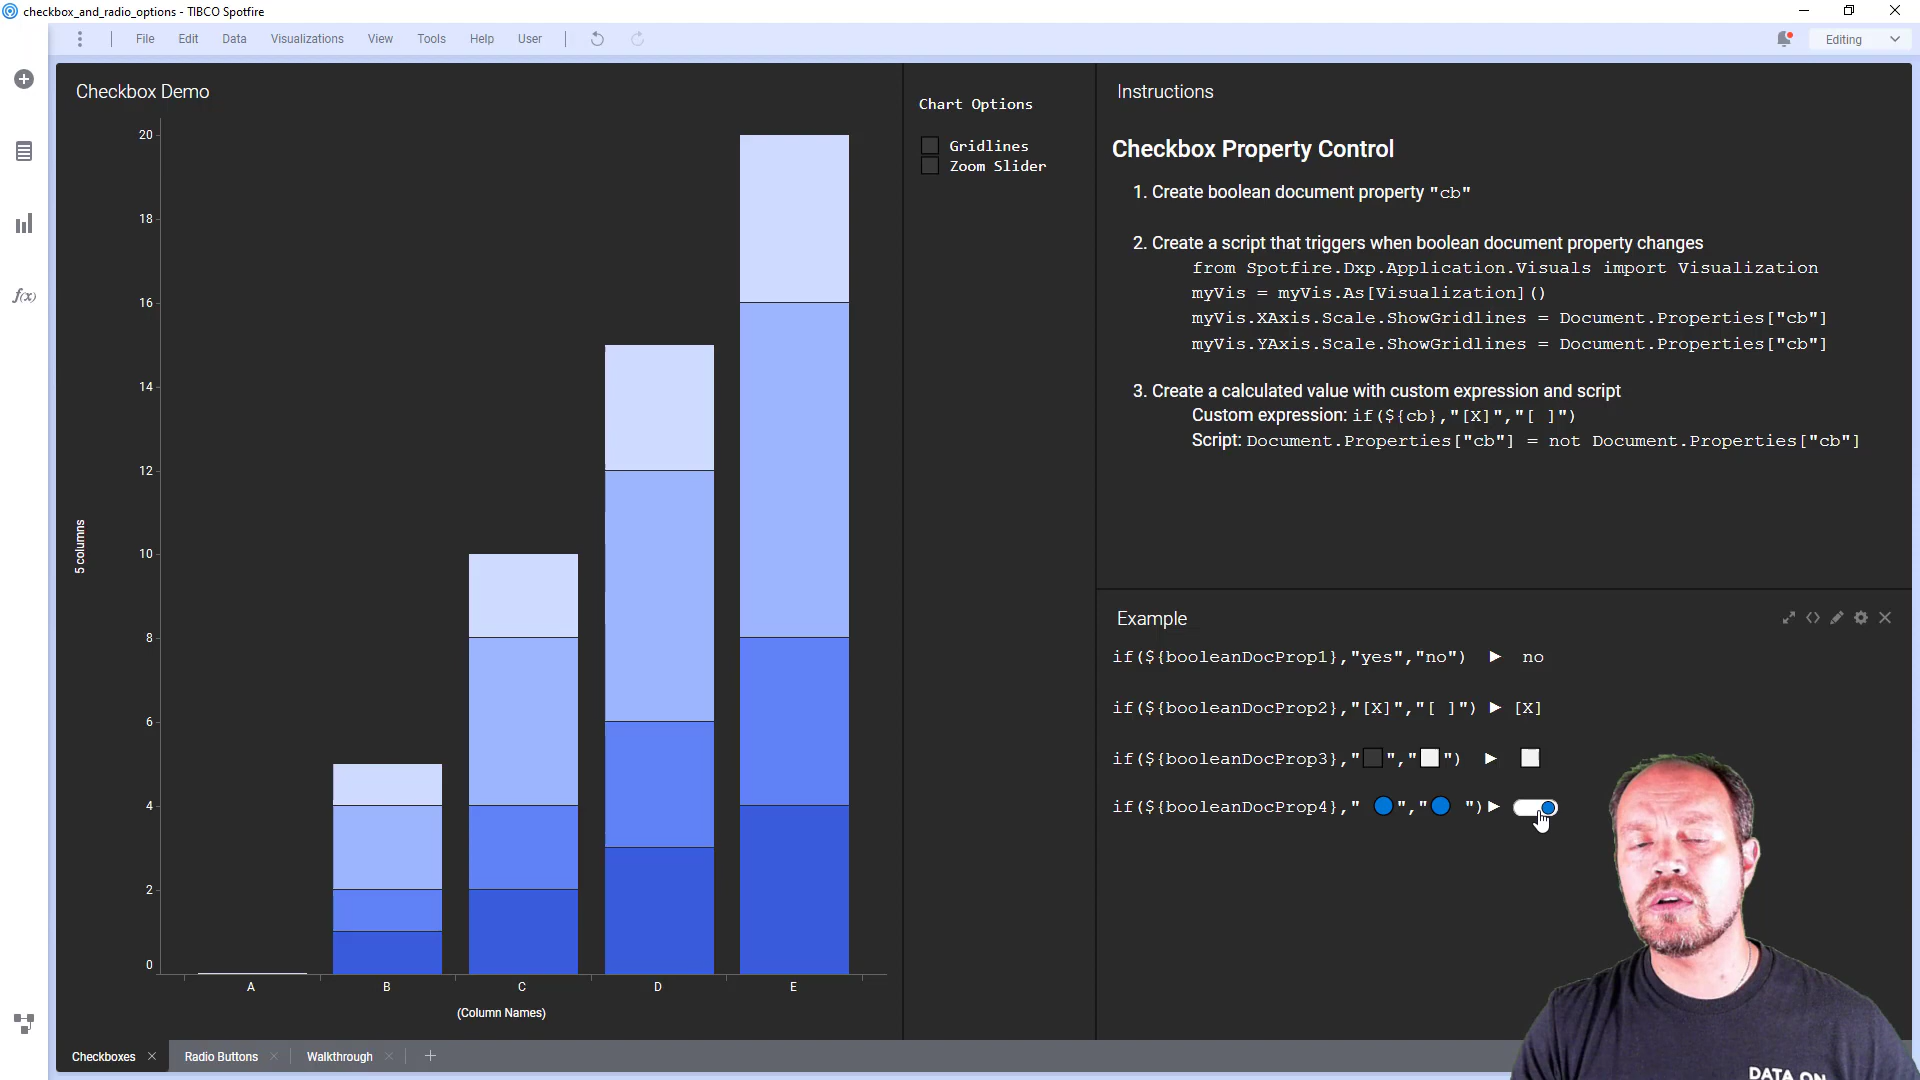 checkbox_and_radio_options - TIBCO Spotfire
File Edit Data Visualizations View Tools Help User
Editing
f(x)
Checkbox Demo
20
18
16
14
12
10
8
6
4
2
0
5 columns
A B C D E
(Column Names)
Chart Options
Gridlines
Zoom Slider
Instructions
Checkbox Property Control
1. Create boolean document property "cb"
2. Create a script that triggers when boolean document property changes
from Spotfire.Dxp.Application.Visuals import Visualization
myVis = myVis.As[Visualization]()
myVis.XAxis.Scale.ShowGridlines = Document.Properties["cb"]
myVis.YAxis.Scale.ShowGridlines = Document.Properties["cb"]
3. Create a calculated value with custom expression and script
Custom expression: if(${cb},"[X]","[ ]")
Script: Document.Properties["cb"] = not Document.Properties["cb"]
Example
if(${booleanDocProp1},"yes","no") ► no
if(${booleanDocProp2},"[X]","[ ]") ► [X]
if(${booleanDocProp3},"⬛","⬜") ► ⬜
if(${booleanDocProp4}," 🔵","🔵 ") ►
Checkboxes Radio Buttons Walkthrough
DATA ON